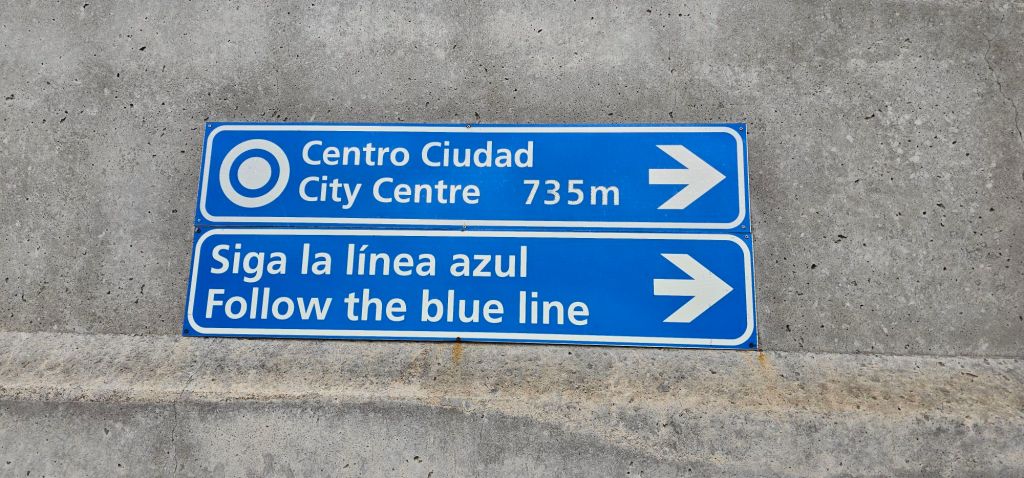 Centro Ciudad
City Centre 735m
Siga la línea azul
Follow the blue line